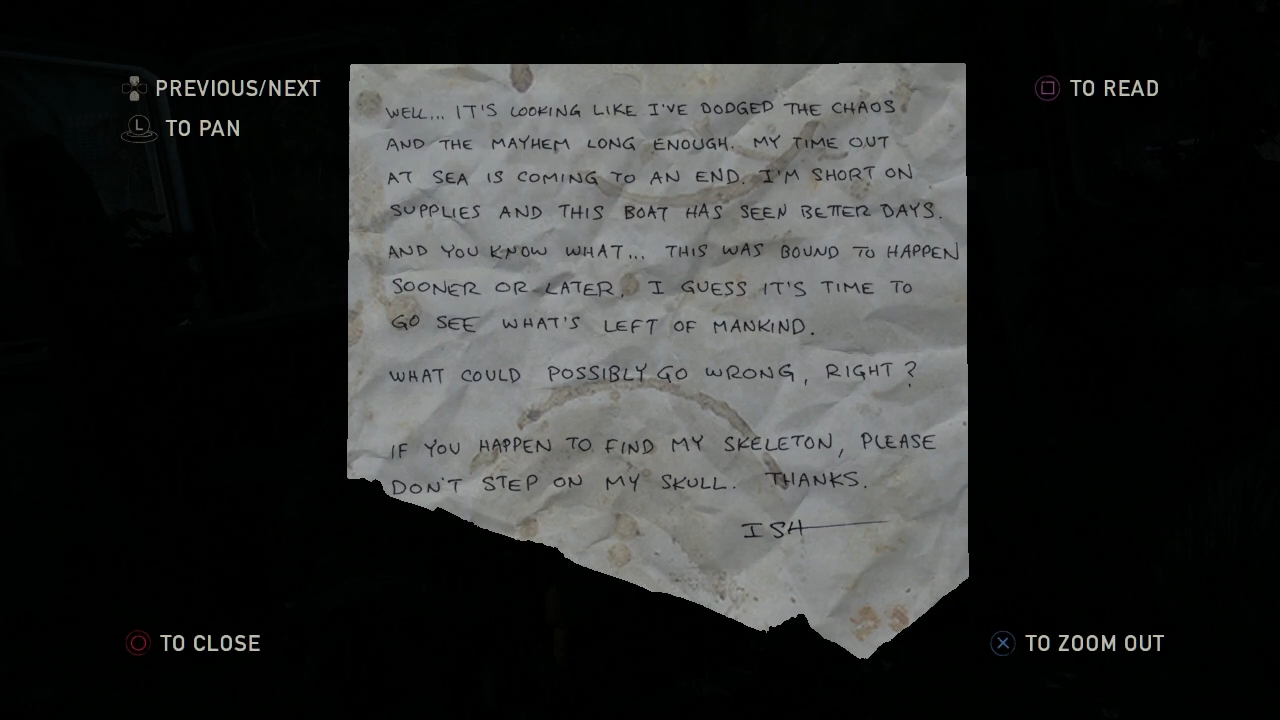 PREVIOUS/NEXT
L TO PAN
TO READ
WELL... IT'S LOOKING LIKE I'VE DODGED THE CHAOS
AND THE MAYHEM LONG ENOUGH. MY TIME OUT
AT SEA IS COMING TO AN END. I'M SHORT ON
SUPPLIES AND THIS BOAT HAS SEEN BETTER DAYS.
AND YOU KNOW WHAT... THIS WAS BOUND TO HAPPEN
SOONER OR LATER. I GUESS IT'S TIME TO
GO SEE WHAT'S LEFT OF MANKIND.
WHAT COULD POSSIBLY GO WRONG, RIGHT?
IF YOU HAPPEN TO FIND MY SKELETON, PLEASE
DON'T STEP ON MY SKULL. THANKS.
ISH
TO CLOSE
TO ZOOM OUT